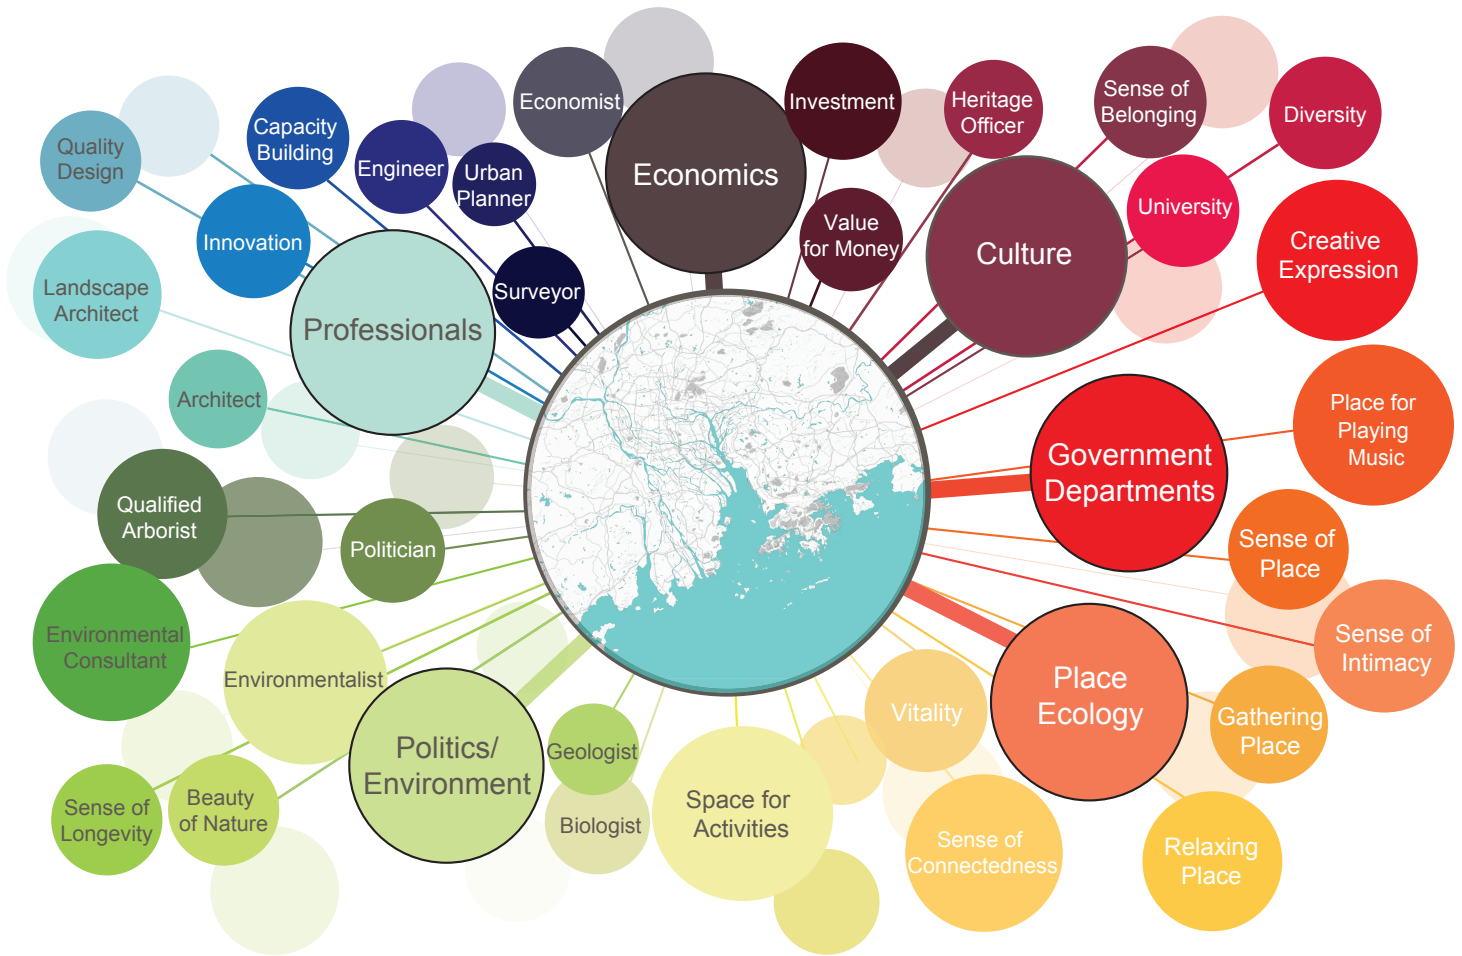 Economist
Investment
Heritage
Officer
Sense of
Belonging
Diversity
Capacity
Building
Quality
Design
Engineer
Urban
Planner
Economics
Value
for Money
Culture
University
Creative
Expression
Innovation
Landscape
Architect
Surveyor
Professionals
Architect
Place for
Playing
Music
Government
Departments
Qualified
Arborist
Politician
Sense of
Place
Environmental
Consultant
Environmentalist
Sense of
Intimacy
Place
Ecology
Vitality
Gathering
Place
Politics/
Environment
Geologist
Biologist
Space for
Activities
Sense of
Longevity
Beauty
of Nature
Sense of
Connectedness
Relaxing
Place